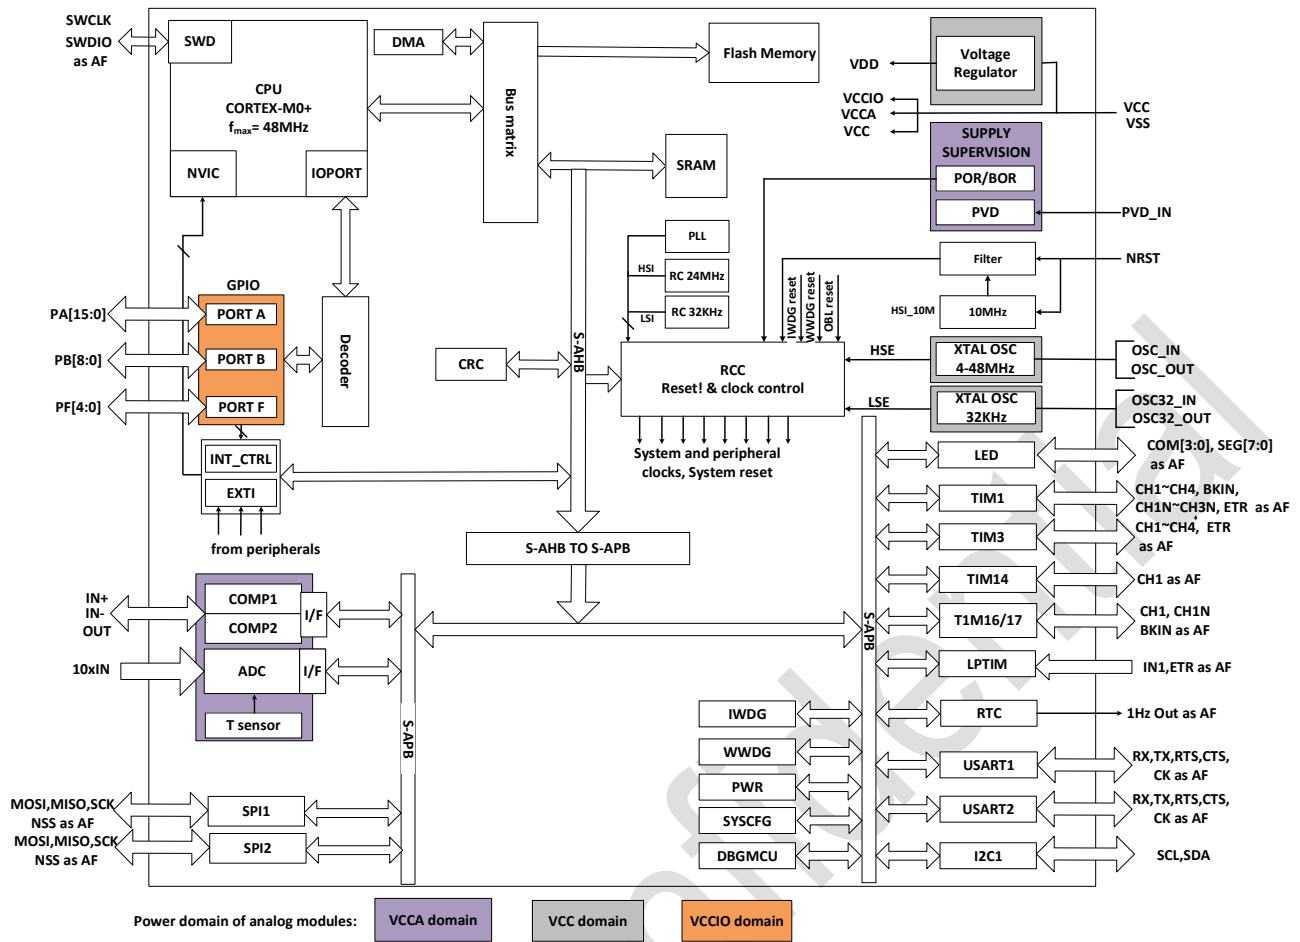 SWCLK
SWDIO
as AF
SWD
CPU
CORTEX-M0+
fmax= 48MHz
NVIC
IOPORT
DMA
Bus matrix
Flash Memory
SRAM
Voltage
Regulator
VDD
VCCIO
VCCA
VCC
VCC
VSS
SUPPLY
SUPERVISION
POR/BOR
PVD
PVD_IN
PLL
HSI
RC 24MHz
LSI
RC 32KHz
Filter
NRST
HSI_10M
10MHz
IWDG reset
WWDG reset
OBL reset
GPIO
PA[15:0]
PORT A
PB[8:0]
PORT B
PF[4:0]
PORT F
Decoder
CRC
S-AHB
RCC
Reset! & clock control
HSE
XTAL OSC
4-48MHz
OSC_IN
OSC_OUT
LSE
XTAL OSC
32KHz
OSC32_IN
OSC32_OUT
System and peripheral
clocks, System reset
INT_CTRL
EXTI
from peripherals
S-AHB TO S-APB
LED
COM[3:0], SEG[7:0]
as AF
TIM1
CH1~CH4, BKIN,
CH1N~CH3N, ETR as AF
TIM3
CH1~CH4, ETR
as AF
TIM14
CH1 as AF
T1M16/17
CH1, CH1N
BKIN as AF
LPTIM
IN1,ETR as AF
RTC
1Hz Out as AF
USART1
RX,TX,RTS,CTS,
CK as AF
USART2
RX,TX,RTS,CTS,
CK as AF
I2C1
SCL,SDA
S-APB
IWDG
WWDG
PWR
SYSCFG
DBGMCU
IN+
IN-
OUT
COMP1
COMP2
I/F
10xIN
ADC
I/F
T sensor
S-APB
MOSI,MISO,SCK
NSS as AF
SPI1
MOSI,MISO,SCK
NSS as AF
SPI2
Power domain of analog modules:
VCCA domain
VCC domain
VCCIO domain
nfidential